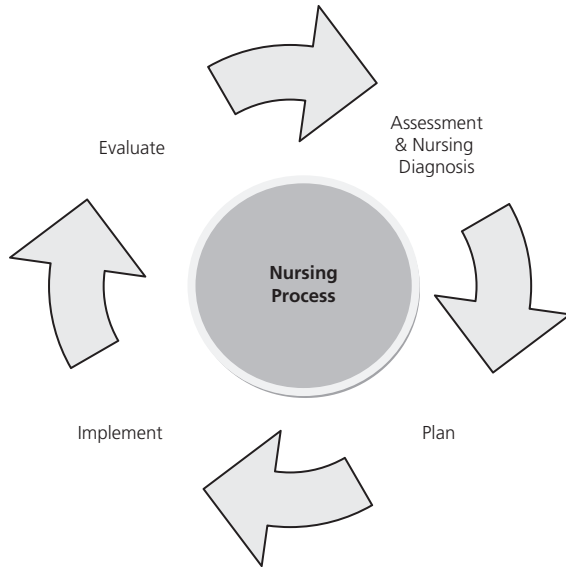 Evaluate
Assessment
& Nursing
Diagnosis
Nursing
Process
Implement
Plan